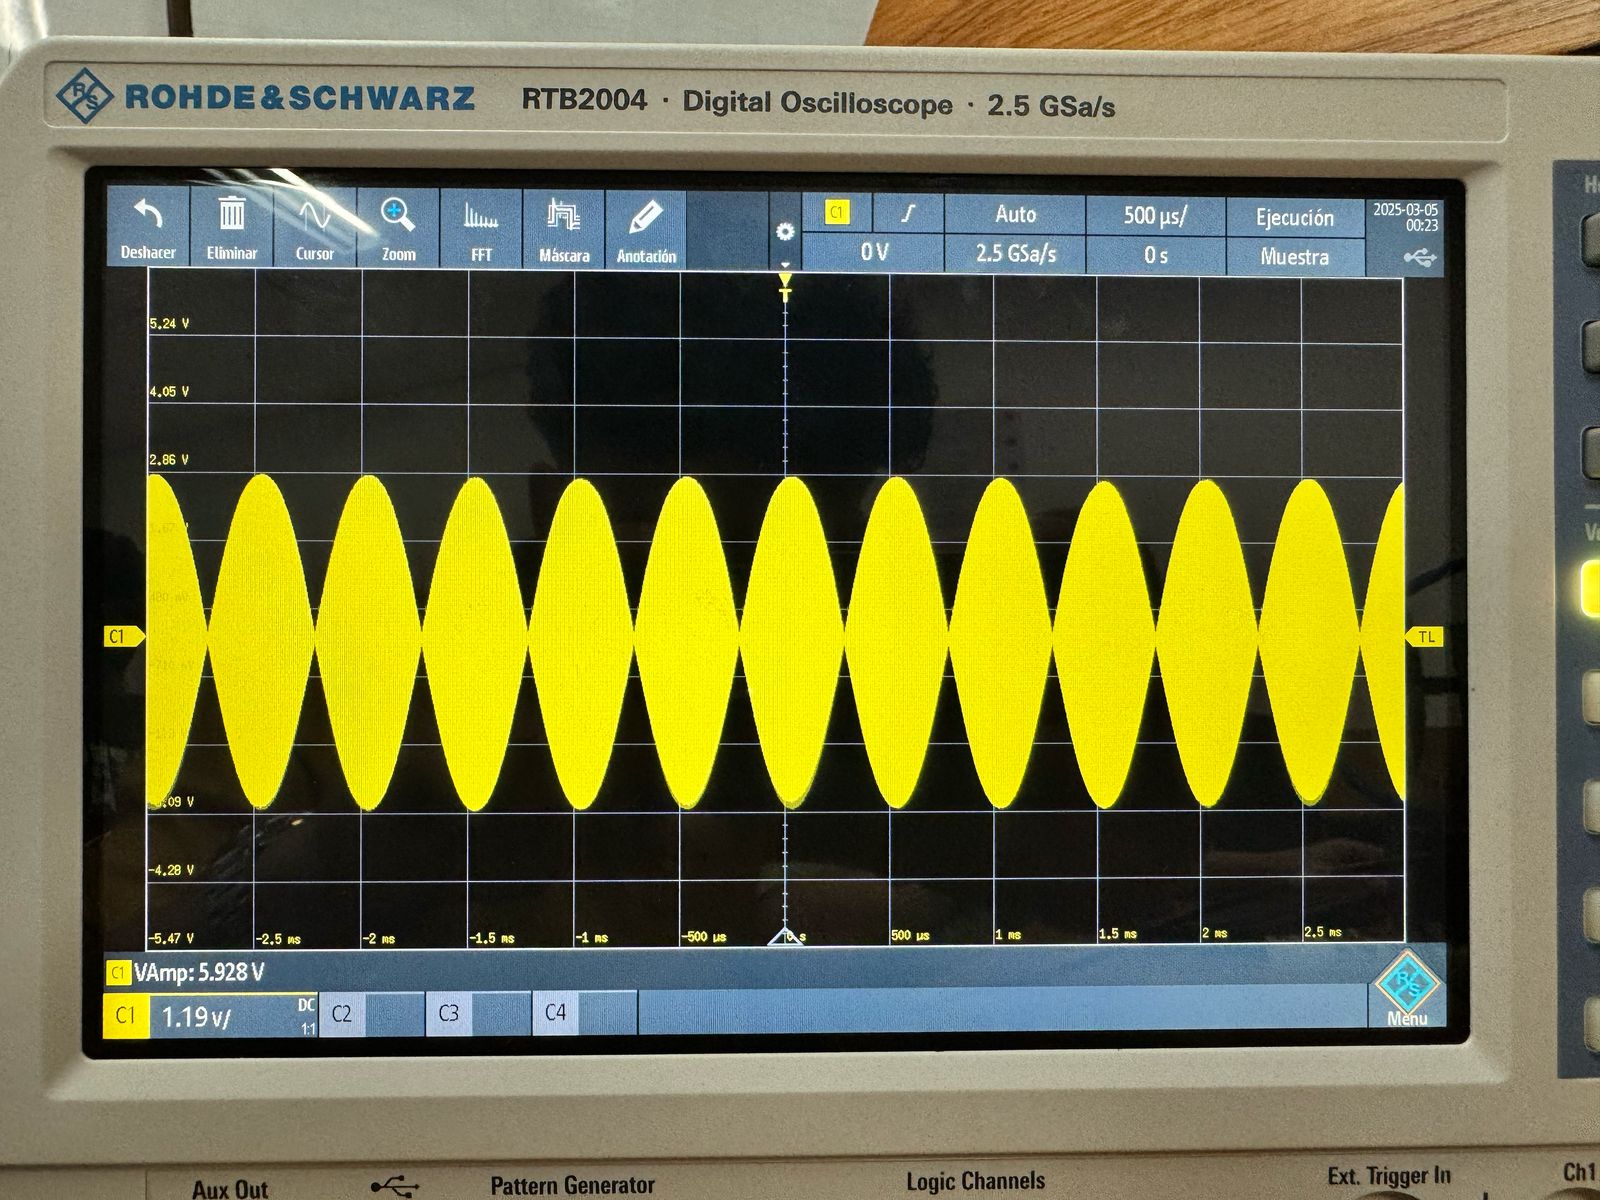 ROHDE&SCHWARZ RTB2004 · Digital Oscilloscope · 2.5 GSa/s
Deshacer Eliminar Cursor Zoom FFT Máscara Anotación
C1 Auto 500 µs/ Ejecución 2025-03-05
00:23
0 V 2.5 GSa/s 0 s Muestra
T
5.24 V
4.05 V
2.86 V
C1 TL
-4.28 V
-5.47 V -2.5 ms -2 ms -1.5 ms -1 ms -500 µs 0 s 500 µs 1 ms 1.5 ms 2 ms 2.5 ms
C1 VAmp: 5.928 V
C1 1.19 V/ DC 1:1 C2 C3 C4
R S
Menu
Aux Out Pattern Generator Logic Channels Ext. Trigger In Ch1